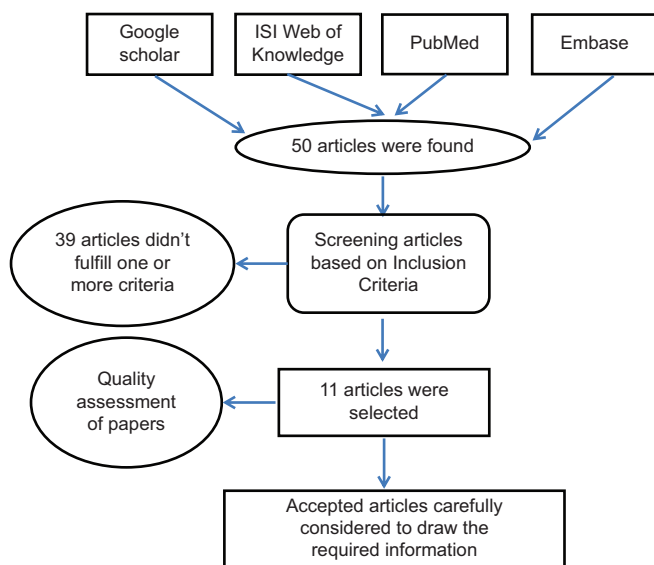 Google
scholar
ISI Web of
Knowledge
PubMed
Embase
50 articles were found
39 articles didn’t
fulfill one or
more criteria
Screening articles
based on Inclusion
Criteria
Quality
assessment
of papers
11 articles were
selected
Accepted articles carefully
considered to draw the
required information